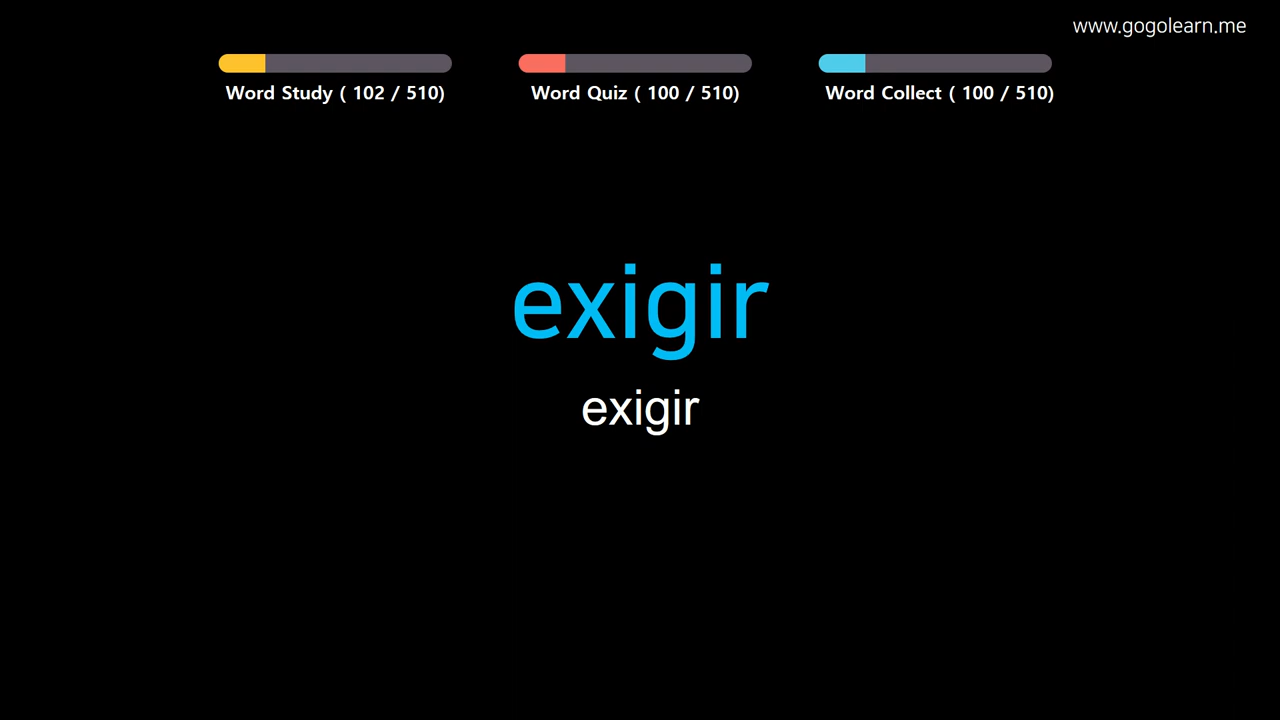 www.gogolearn.me
Word Study ( 102 / 510)
Word Quiz ( 100 / 510)
Word Collect ( 100 / 510)
exigir
exigir